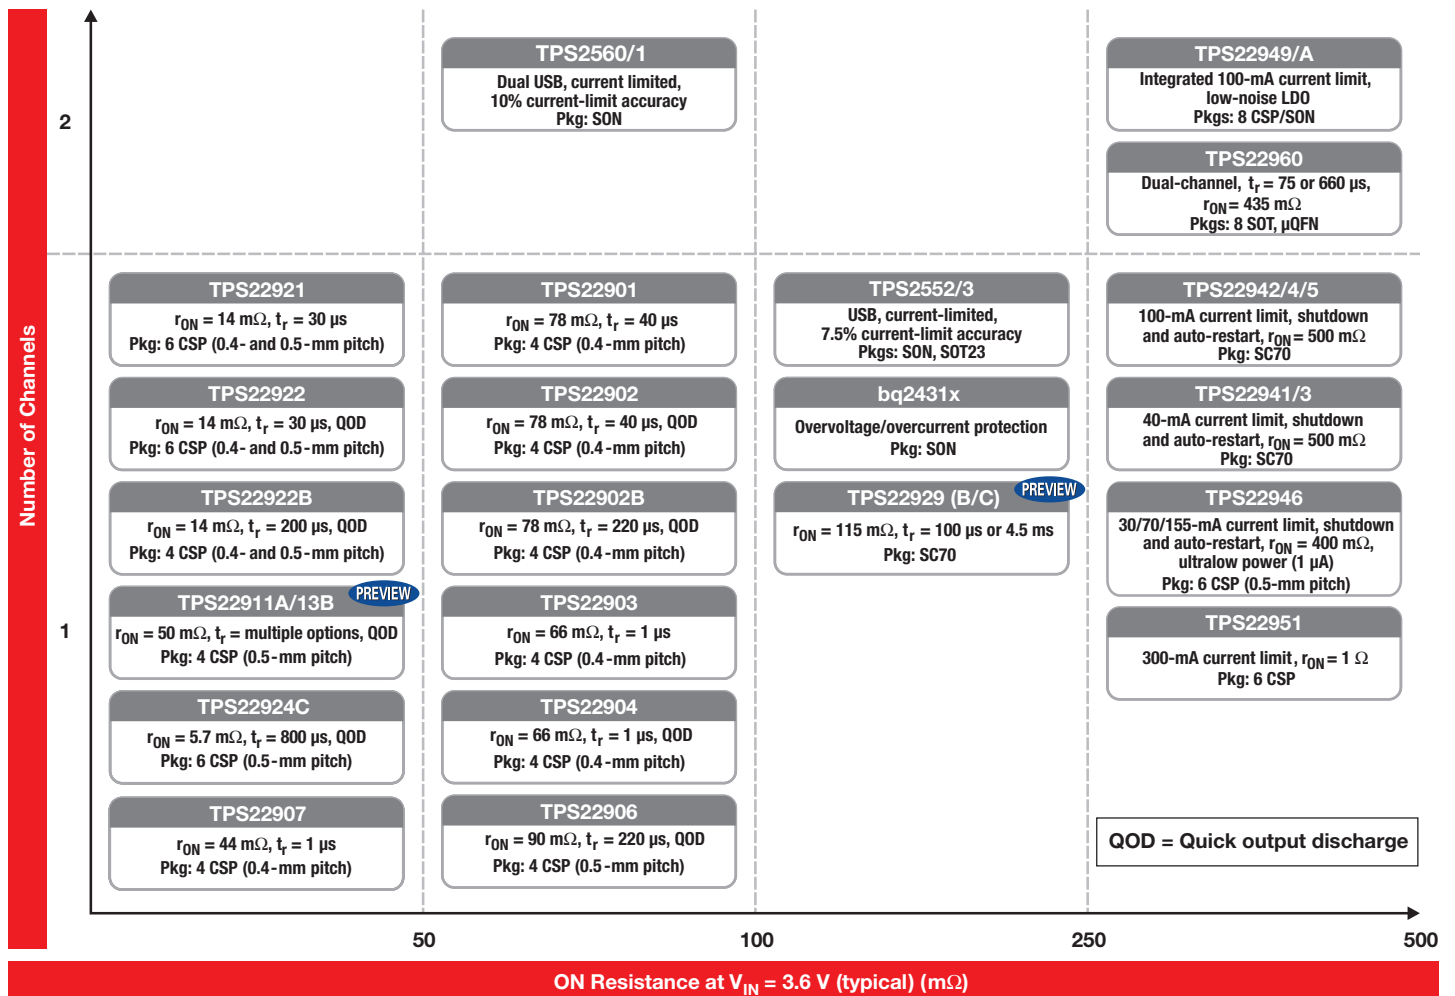 Number of Channels
2
1
TPS2560/1
Dual USB, current limited,
10% current-limit accuracy
Pkg: SON
TPS22949/A
Integrated 100-mA current limit,
low-noise LDO
Pkgs: 8 CSP/SON
TPS22960
Dual-channel, tr = 75 or 660 µs,
rON = 435 mΩ
Pkgs: 8 SOT, µQFN
TPS22921
rON = 14 mΩ, tr = 30 µs
Pkg: 6 CSP (0.4- and 0.5-mm pitch)
TPS22922
rON = 14 mΩ, tr = 30 µs, QOD
Pkg: 6 CSP (0.4- and 0.5-mm pitch)
TPS22922B
rON = 14 mΩ, tr = 200 µs, QOD
Pkg: 4 CSP (0.4- and 0.5-mm pitch)
TPS22911A/13B
PREVIEW
rON = 50 mΩ, tr = multiple options, QOD
Pkg: 4 CSP (0.5-mm pitch)
TPS22924C
rON = 5.7 mΩ, tr = 800 µs, QOD
Pkg: 6 CSP (0.5-mm pitch)
TPS22907
rON = 44 mΩ, tr = 1 µs
Pkg: 4 CSP (0.4-mm pitch)
TPS22901
rON = 78 mΩ, tr = 40 µs
Pkg: 4 CSP (0.4-mm pitch)
TPS22902
rON = 78 mΩ, tr = 40 µs, QOD
Pkg: 4 CSP (0.4-mm pitch)
TPS22902B
rON = 78 mΩ, tr = 220 µs, QOD
Pkg: 4 CSP (0.4-mm pitch)
TPS22903
rON = 66 mΩ, tr = 1 µs
Pkg: 4 CSP (0.4-mm pitch)
TPS22904
rON = 66 mΩ, tr = 1 µs, QOD
Pkg: 4 CSP (0.4-mm pitch)
TPS22906
rON = 90 mΩ, tr = 220 µs, QOD
Pkg: 4 CSP (0.5-mm pitch)
TPS2552/3
USB, current-limited,
7.5% current-limit accuracy
Pkgs: SON, SOT23
bq2431x
Overvoltage/overcurrent protection
Pkg: SON
TPS22929 (B/C)
PREVIEW
rON = 115 mΩ, tr = 100 µs or 4.5 ms
Pkg: SC70
TPS22942/4/5
100-mA current limit, shutdown
and auto-restart, rON = 500 mΩ
Pkg: SC70
TPS22941/3
40-mA current limit, shutdown
and auto-restart, rON = 500 mΩ
Pkg: SC70
TPS22946
30/70/155-mA current limit, shutdown
and auto-restart, rON = 400 mΩ,
ultralow power (1 µA)
Pkg: 6 CSP (0.5-mm pitch)
TPS22951
300-mA current limit, rON = 1 Ω
Pkg: 6 CSP
QOD = Quick output discharge
50
100
250
500
ON Resistance at VIN = 3.6 V (typical) (mΩ)